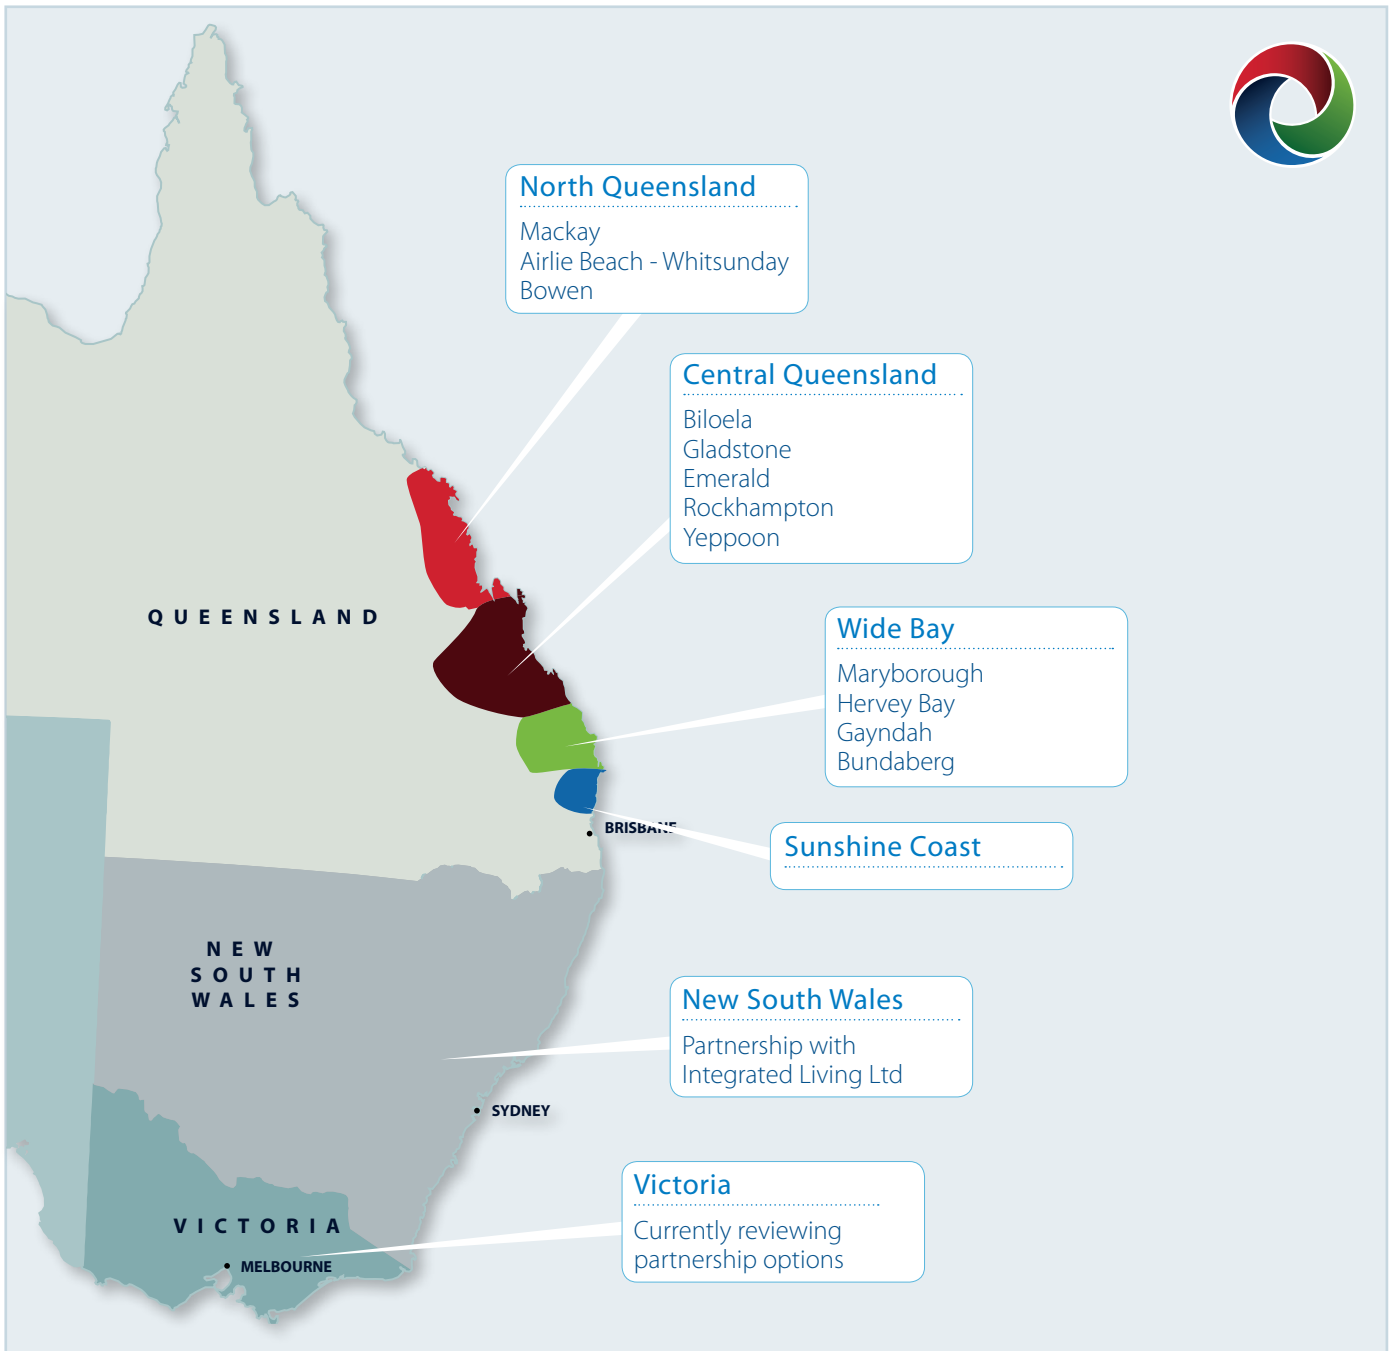 North Queensland
Mackay
Airlie Beach - Whitsunday
Bowen
Central Queensland
Biloela
Gladstone
Emerald
Rockhampton
Yeppoon
QUEENSLAND
Wide Bay
Maryborough
Hervey Bay
Gayndah
Bundaberg
BRISBANE
Sunshine Coast
NEW
SOUTH
WALES
New South Wales
Partnership with
Integrated Living Ltd
SYDNEY
Victoria
Currently reviewing
partnership options
VICTORIA
MELBOURNE